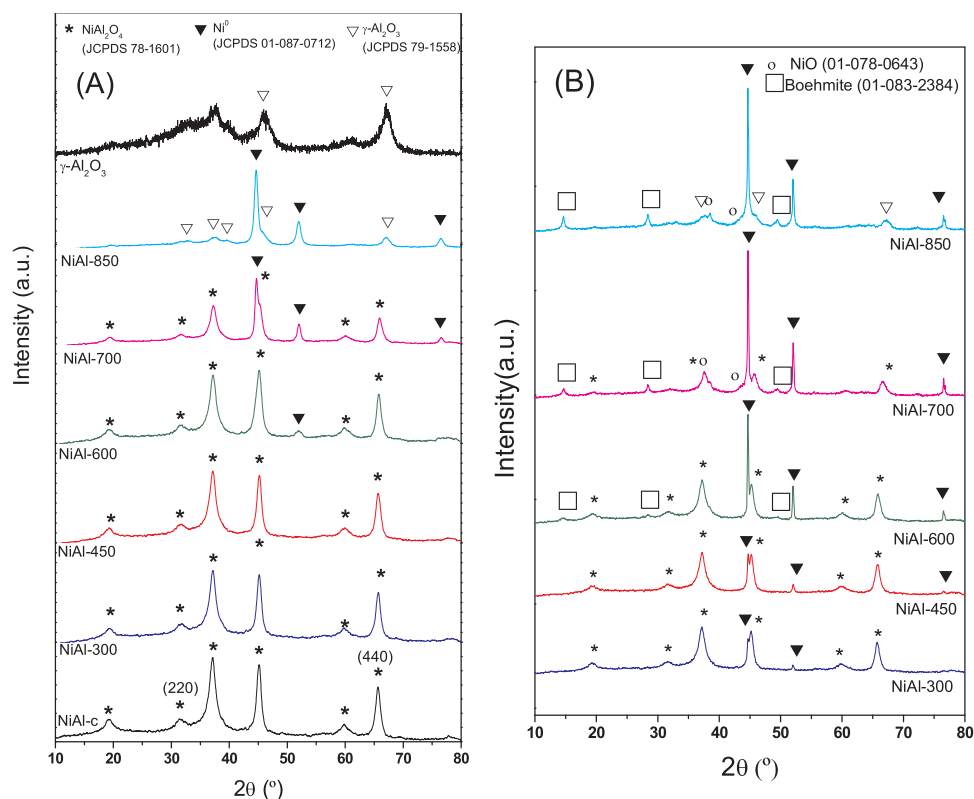 * NiAl₂O₄ ▼ Ni⁰ ▽ γ-Al₂O₃
(JCPDS 78-1601) (JCPDS 01-087-0712) (JCPDS 79-1558)
(A)
γ-Al₂O₃
NiAl-850
NiAl-700
NiAl-600
NiAl-450
NiAl-300
(220)
(440)
NiAl-c
Intensity (a.u.)
10 20 30 40 50 60 70 80
2θ (º)
(B)
o NiO (01-078-0643)
□ Boehmite (01-083-2384)
NiAl-850
NiAl-700
NiAl-600
NiAl-450
NiAl-300
Intensity(a.u.)
10 20 30 40 50 60 70 80
2θ (º)